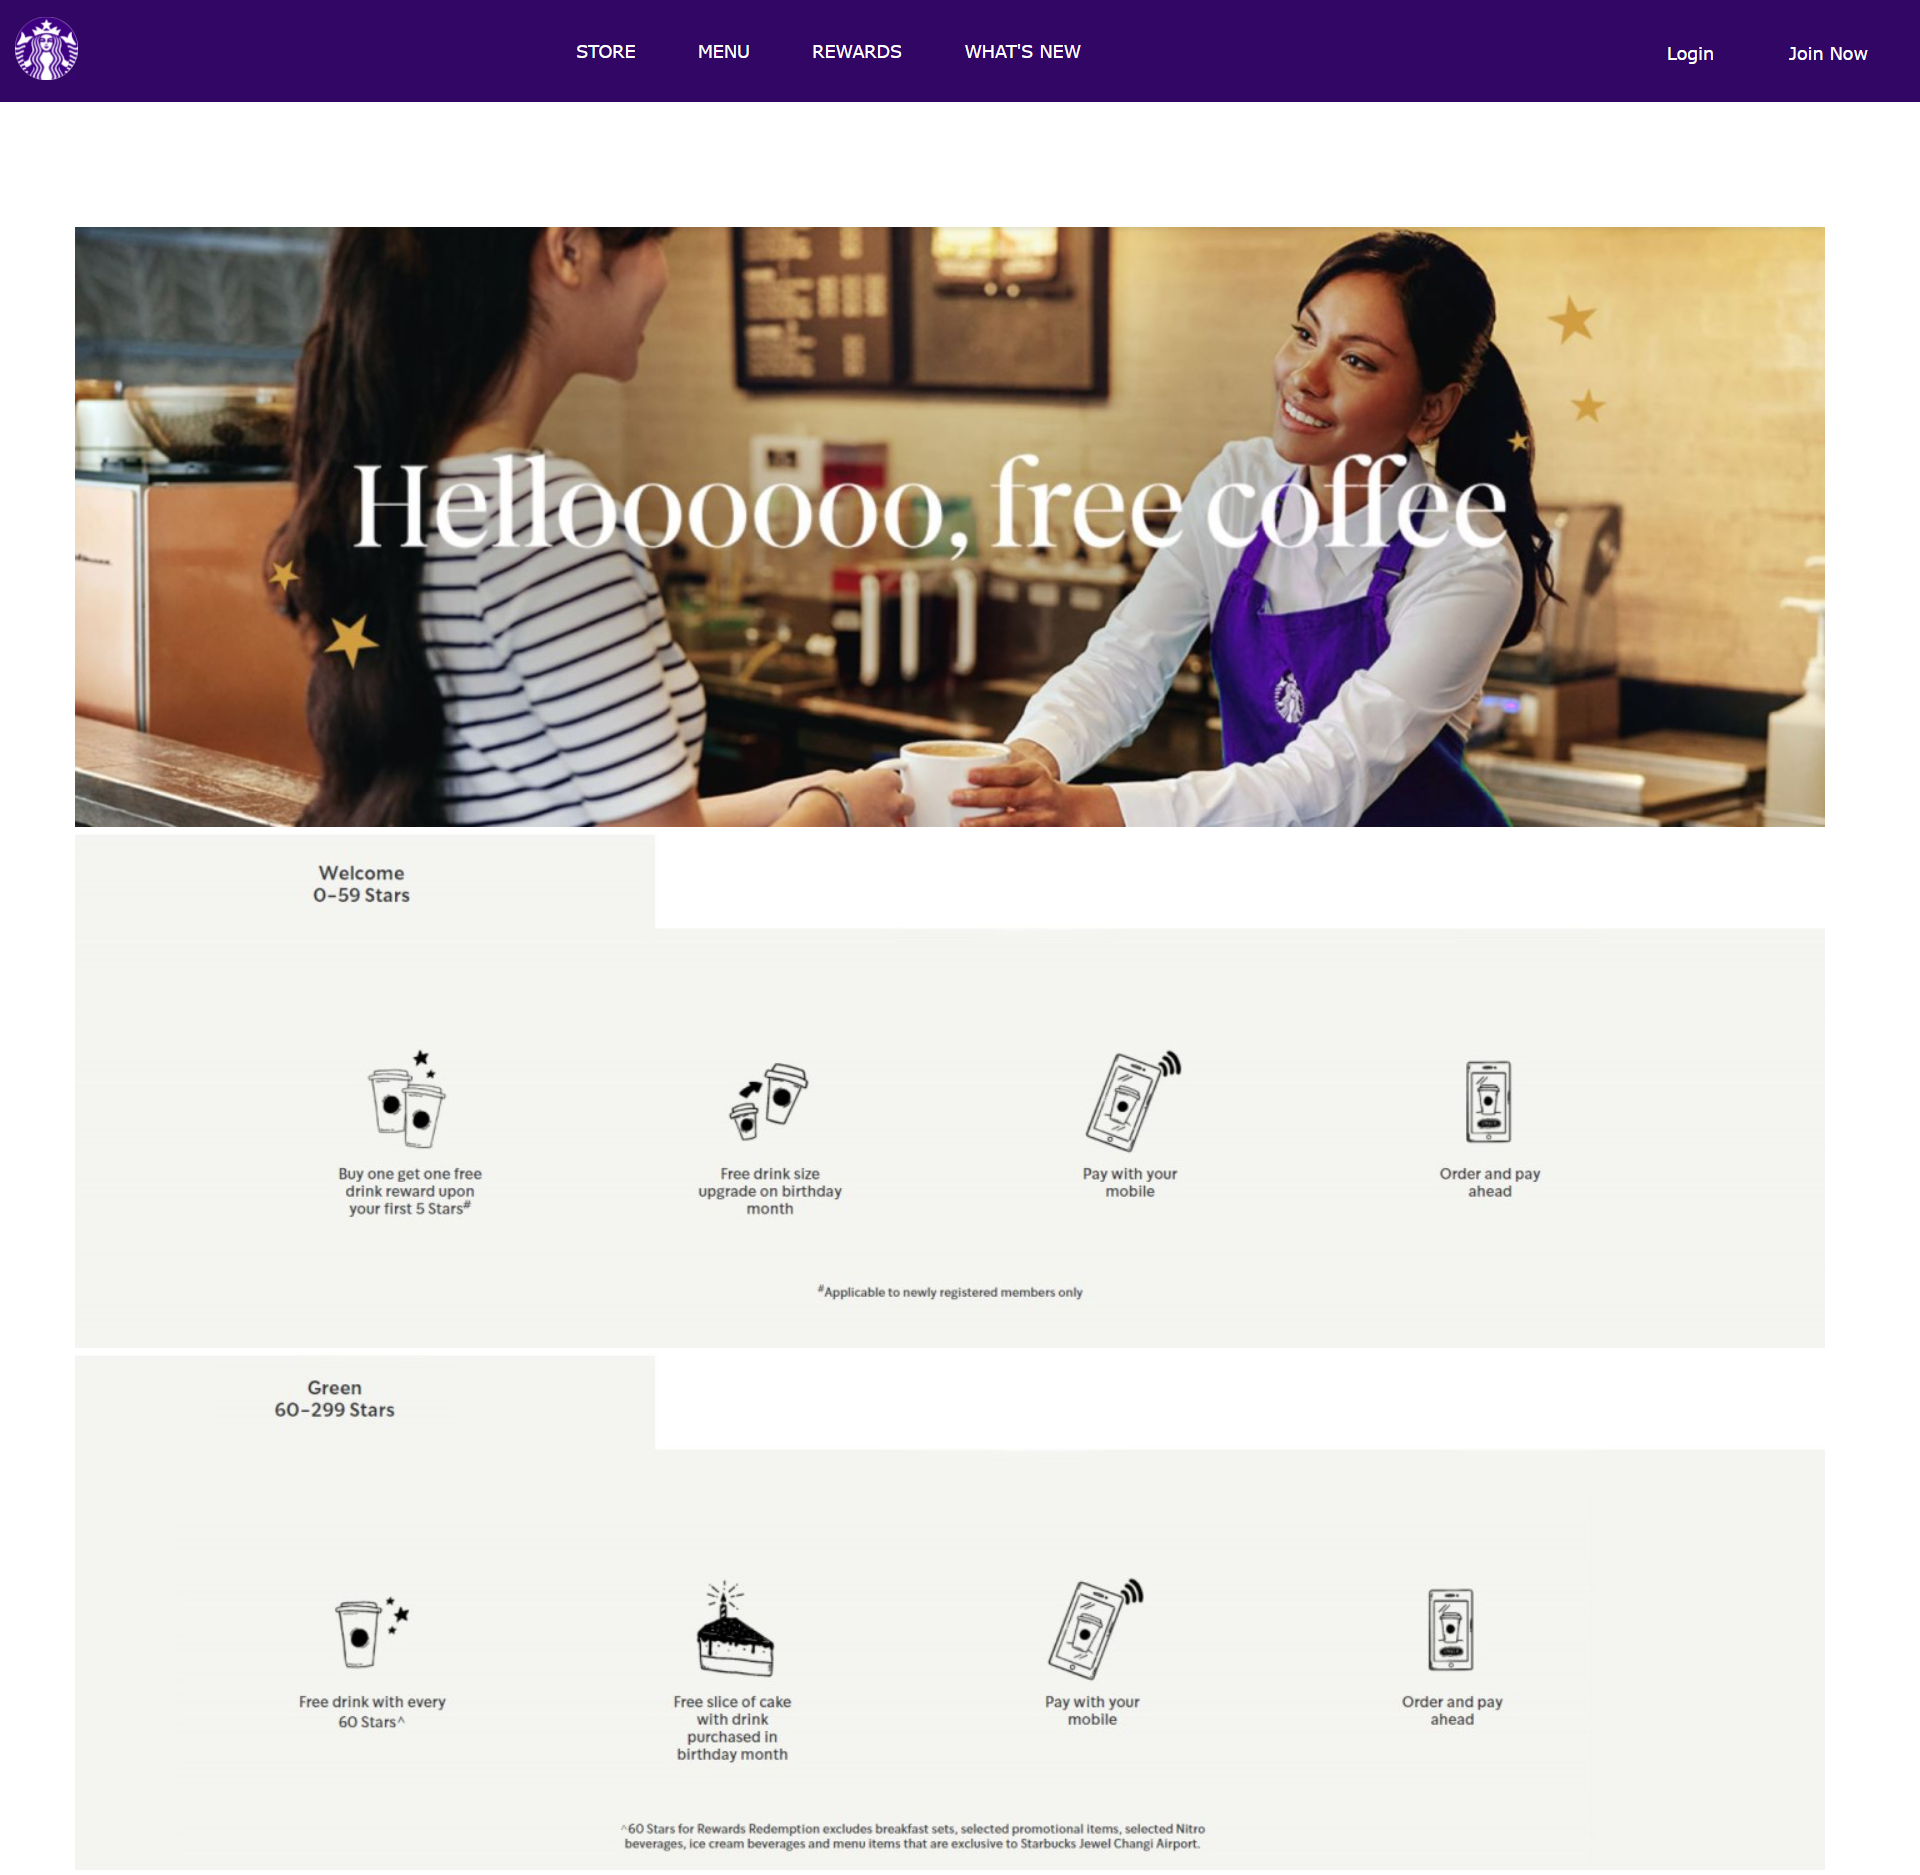 STORE MENU REWARDS WHAT'S NEW Login Join Now
Helloooooo, free coffee
Welcome
0-59 Stars
Buy one get one free
drink reward upon
your first 5 Stars#
Free drink size
upgrade on birthday
month
Pay with your
mobile
Order and pay
ahead
#Applicable to newly registered members only
Green
60-299 Stars
Free drink with every
60 Stars^
Free slice of cake
with drink
purchased in
birthday month
Pay with your
mobile
Order and pay
ahead
^60 Stars for Rewards Redemption excludes breakfast sets, selected promotional items, selected Nitro
beverages, ice cream beverages and menu items that are exclusive to Starbucks Jewel Changi Airport.